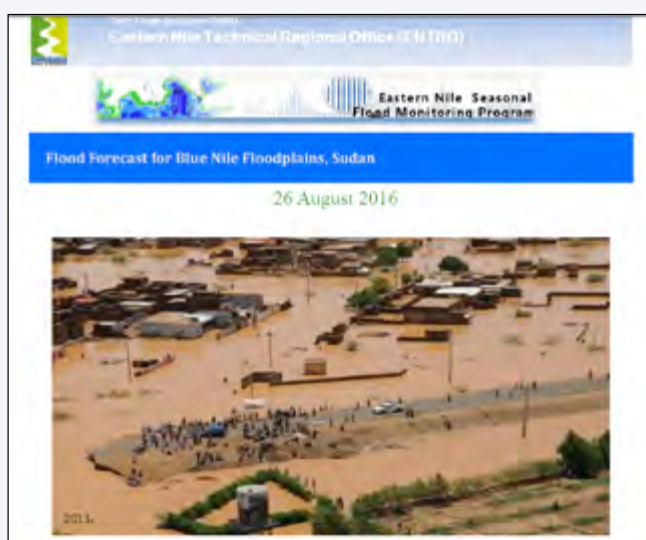 Eastern Nile Technical Regional Office (ENTRO)
Eastern Nile Seasonal
Flood Monitoring Program
Flood Forecast for Blue Nile Floodplains, Sudan
26 August 2016